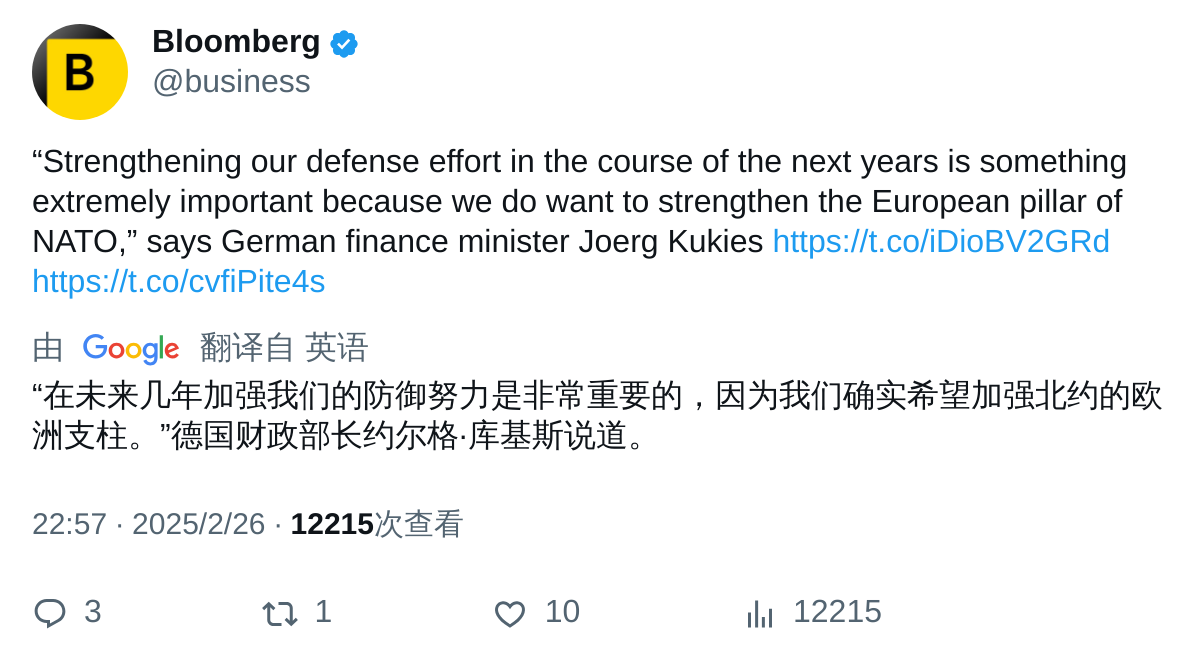 B
Bloomberg
@business
“Strengthening our defense effort in the course of the next years is something
extremely important because we do want to strengthen the European pillar of
NATO,” says German finance minister Joerg Kukies https://t.co/iDioBV2GRd
https://t.co/cvfiPite4s
由 Google 翻译自 英语
“在未来几年加强我们的防御努力是非常重要的，因为我们确实希望加强北约的欧
洲支柱。”德国财政部长约尔格·库基斯说道。
22:57 · 2025/2/26 · 12215次查看
3 1 10 12215